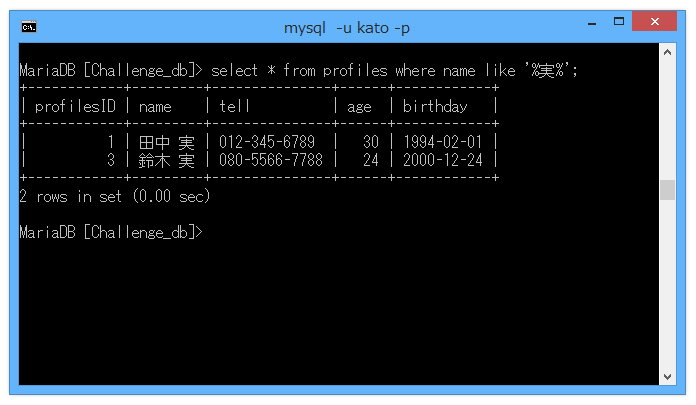 mysql -u kato -p
MariaDB [Challenge_db]> select * from profiles where name like '%実%';
+------------+---------+---------------+------+------------+
| profilesID | name    | tell          | age  | birthday   |
+------------+---------+---------------+------+------------+
|          1 | 田中 実 | 012-345-6789  |   30 | 1994-02-01 |
|          3 | 鈴木 実 | 080-5566-7788 |   24 | 2000-12-24 |
+------------+---------+---------------+------+------------+
2 rows in set (0.00 sec)
MariaDB [Challenge_db]>